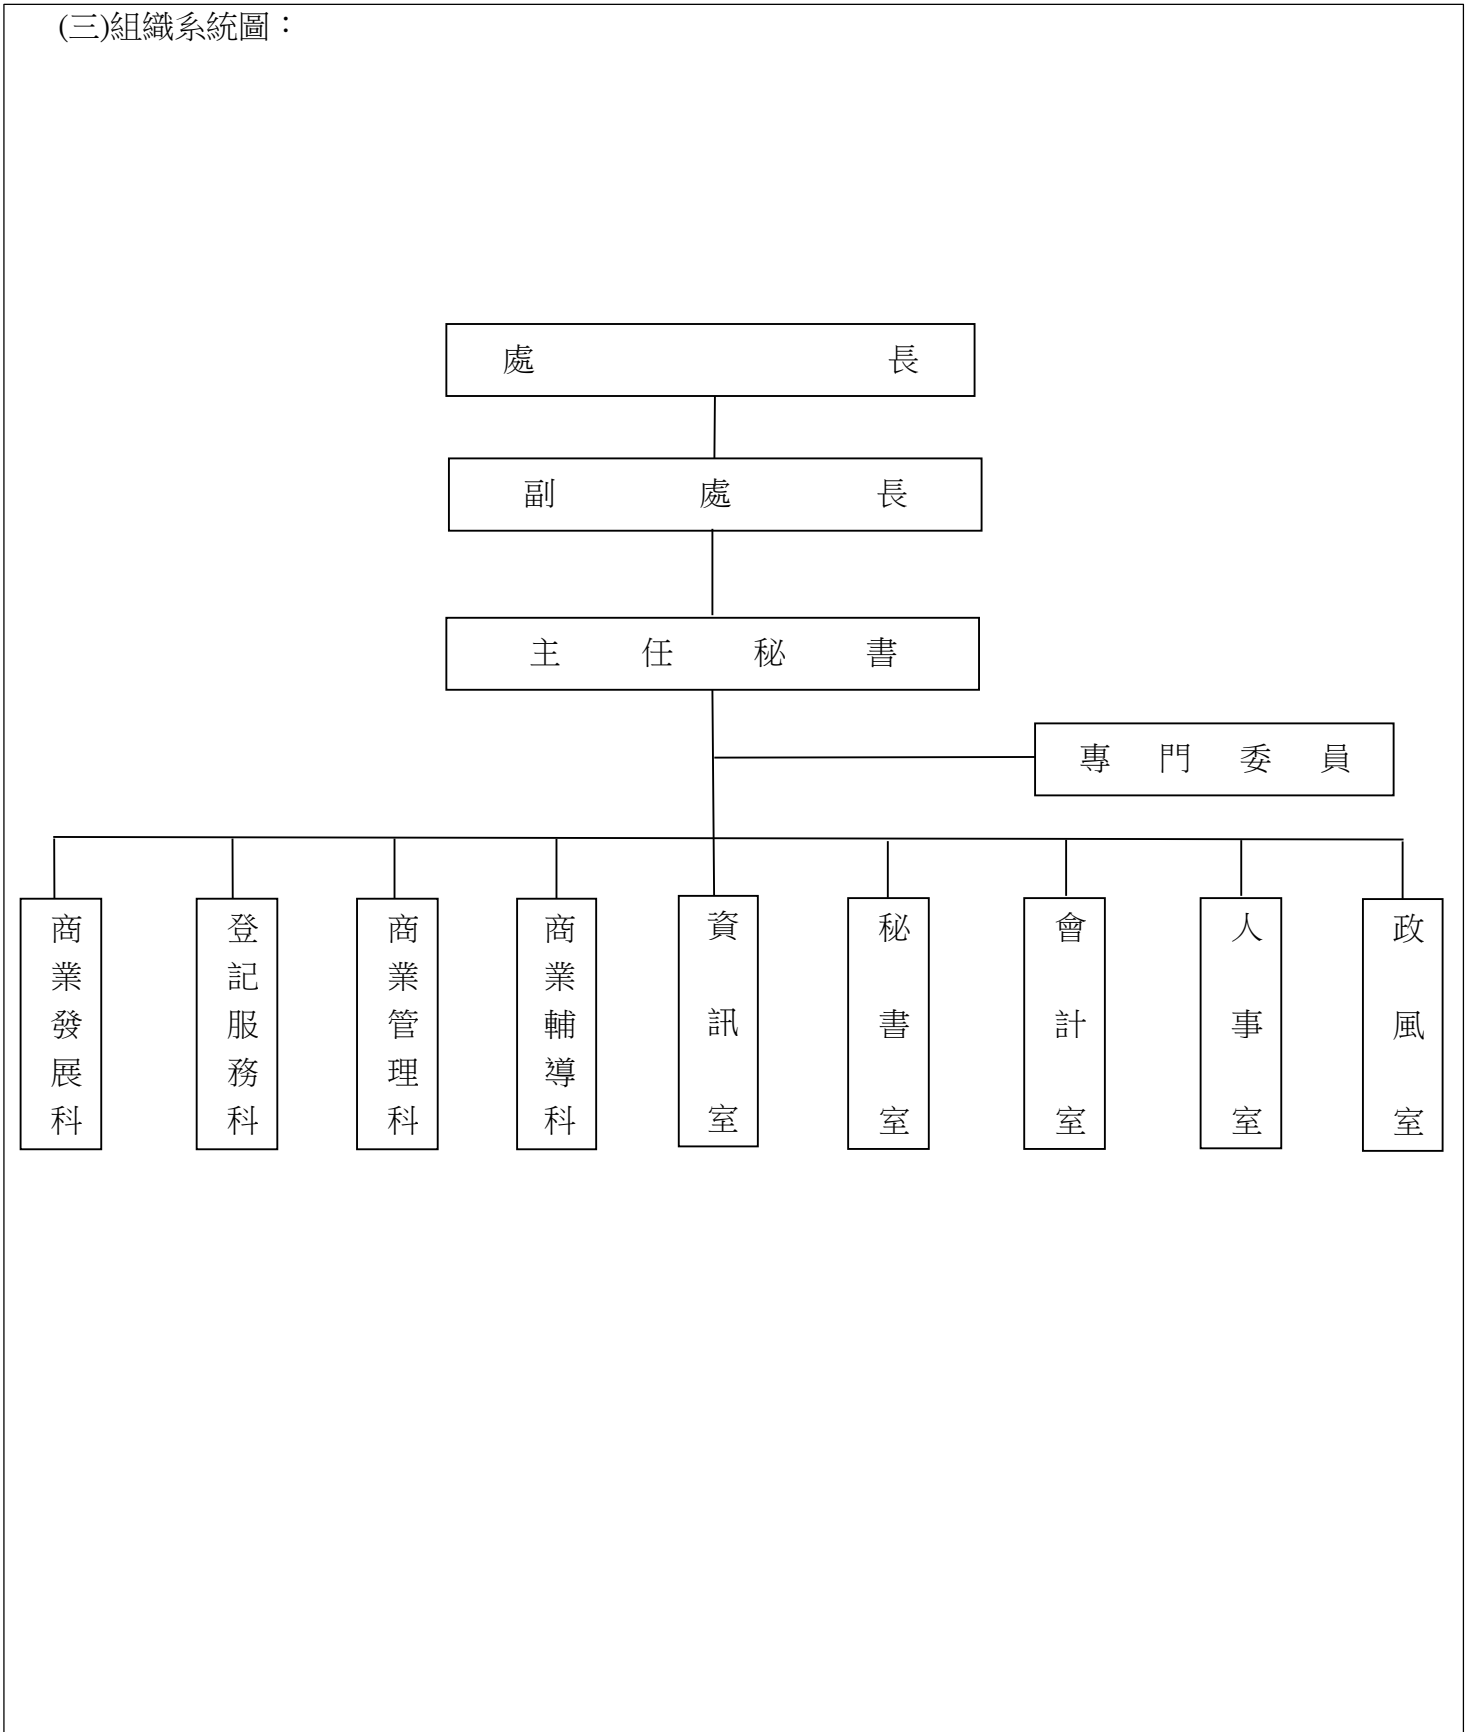 (三)組織系統圖：
處長
副處長
主任秘書
專門委員
商業發展科
登記服務科
商業管理科
商業輔導科
資訊室
秘書室
會計室
人事室
政風室